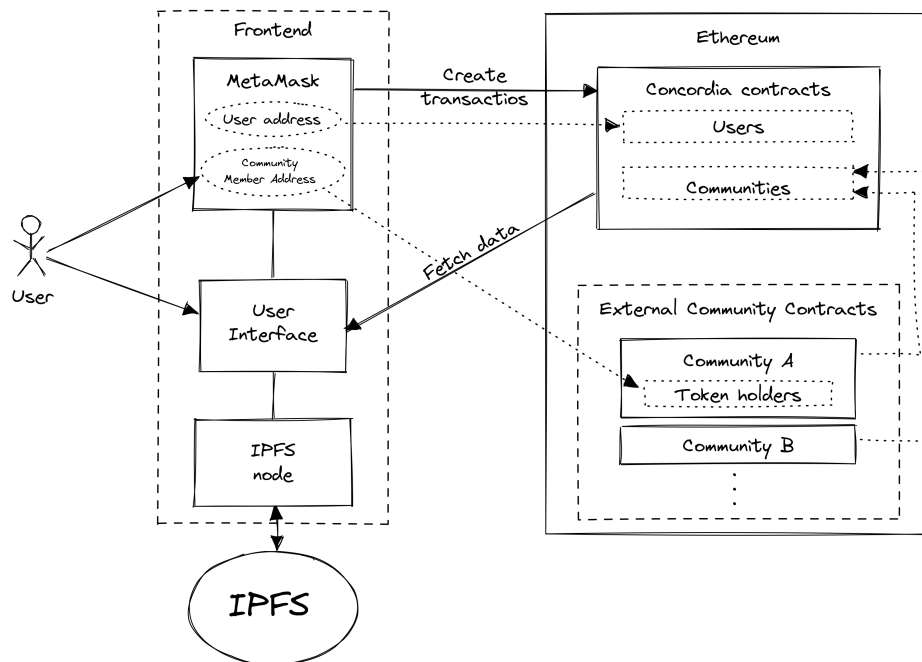 Frontend
MetaMask
User address
Community
Member Address
User
User
Interface
IPFS
node
IPFS
Create
transactios
Fetch data
Ethereum
Concordia contracts
Users
Communities
External Community Contracts
Community A
Token holders
Community B